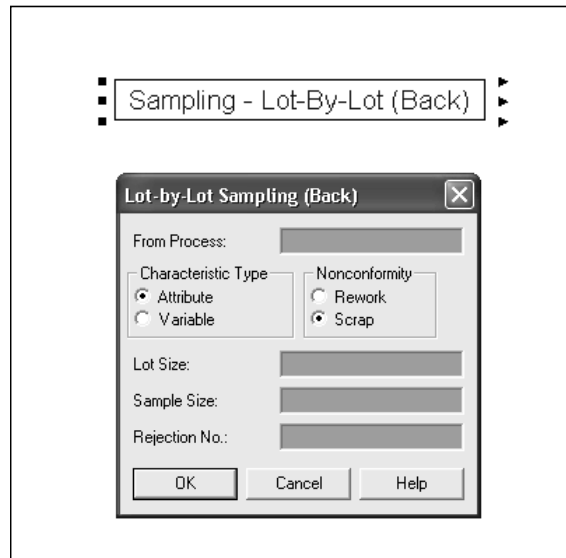 Sampling - Lot-By-Lot (Back)
Lot-by-Lot Sampling (Back)
From Process:
Characteristic Type
Attribute
Variable
Nonconformity
Rework
Scrap
Lot Size:
Sample Size:
Rejection No.:
OK Cancel Help